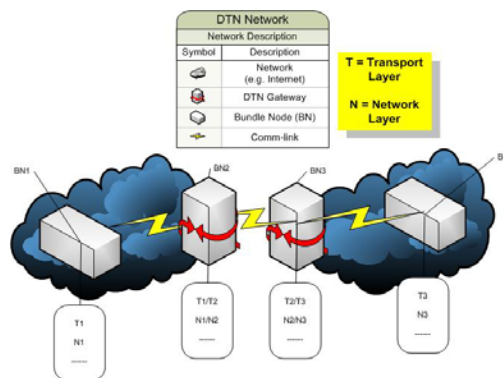 DTN Network
Network Description
Symbol Description
Network
(e.g. Internet)
DTN Gateway
Bundle Node (BN)
Comm-link
T = Transport
Layer
N = Network
Layer
BN1
BN2
BN3
B
T1
N1
------
T1/T2
N1/N2
------
T2/T3
N2/N3
------
T3
N3
------